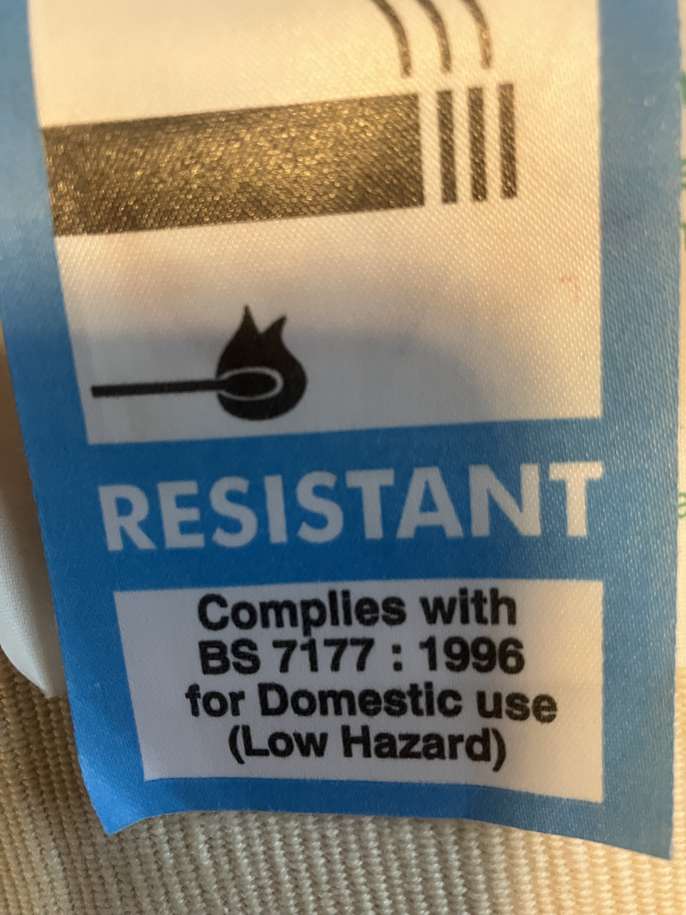 RESISTANT
Complies with
BS 7177 : 1996
for Domestic use
(Low Hazard)